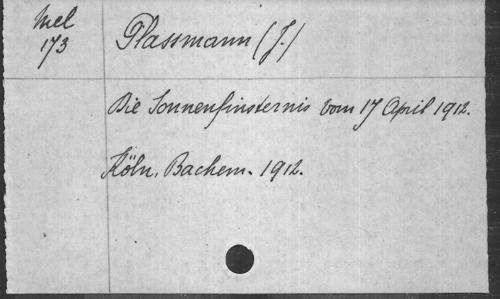 Mel
173
Plassmann (J.)
Die Sonnenfinsternis vom 17 April 1912.
Köln, Bachem. 1912.